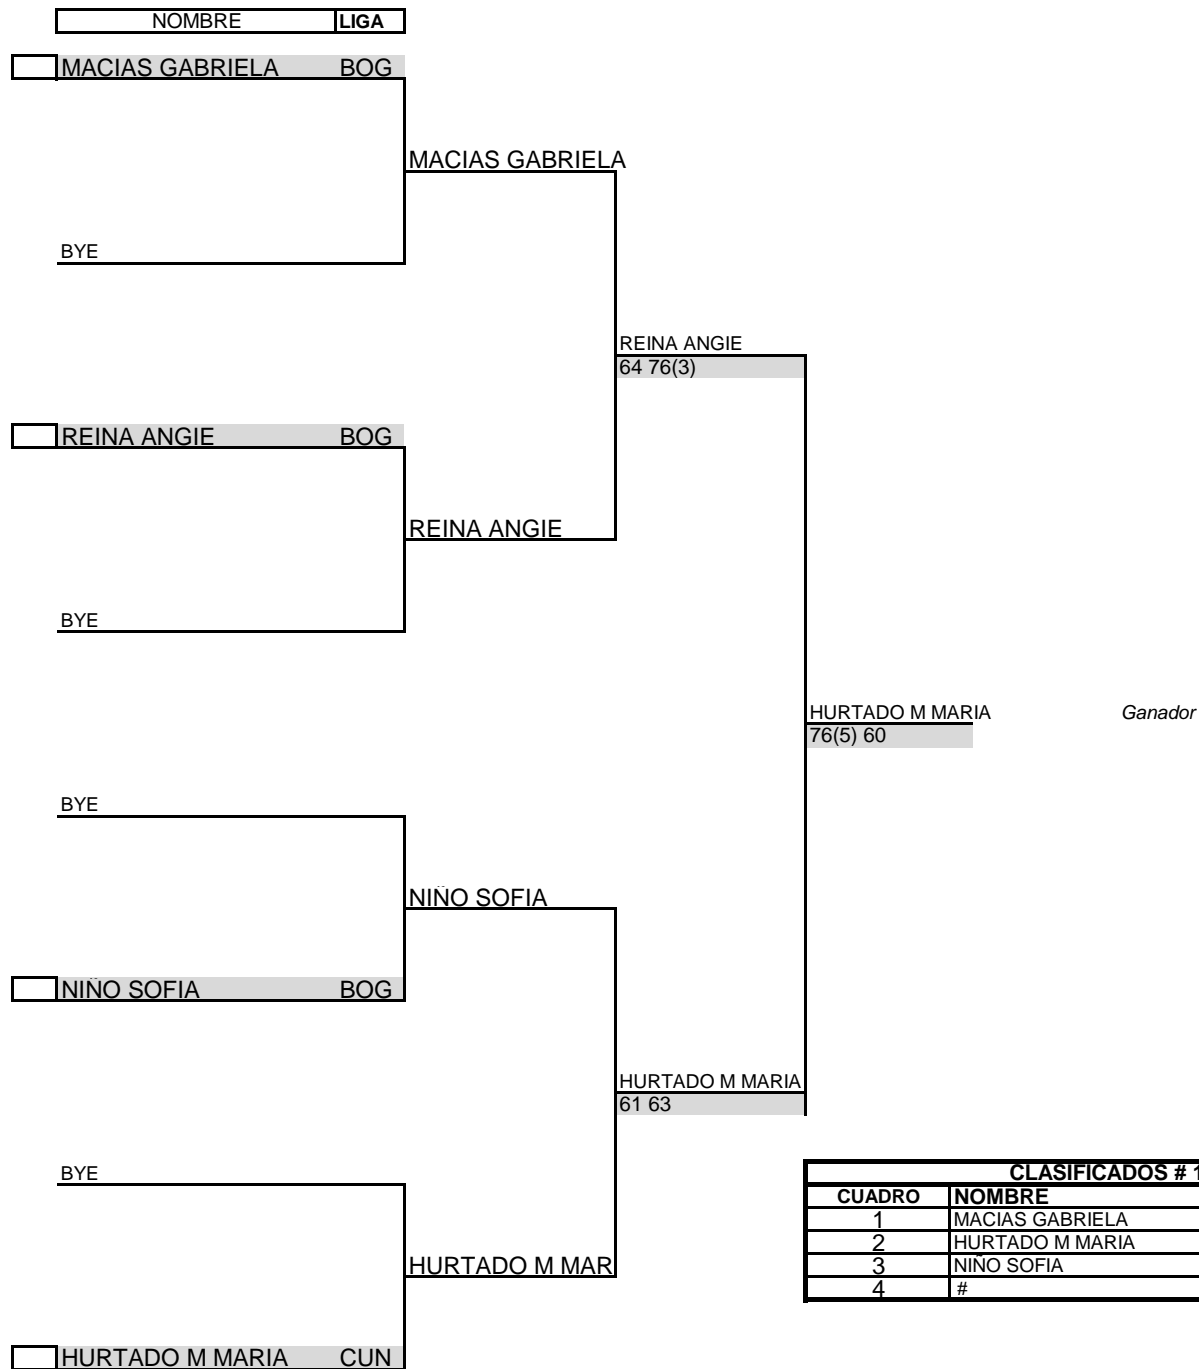 NOMBRE LIGA
MACIAS GABRIELA BOG
MACIAS GABRIELA
BYE
REINA ANGIE
64 76(3)
REINA ANGIE BOG
REINA ANGIE
BYE
HURTADO M MARIA Ganador
76(5) 60
BYE
NIÑO SOFIA
NIÑO SOFIA BOG
HURTADO M MARIA
61 63
BYE
CLASIFICADOS # 1
CUADRO NOMBRE
1 MACIAS GABRIELA
2 HURTADO M MARIA
3 NIÑO SOFIA
4 #
HURTADO M MAR
HURTADO M MARIA CUN